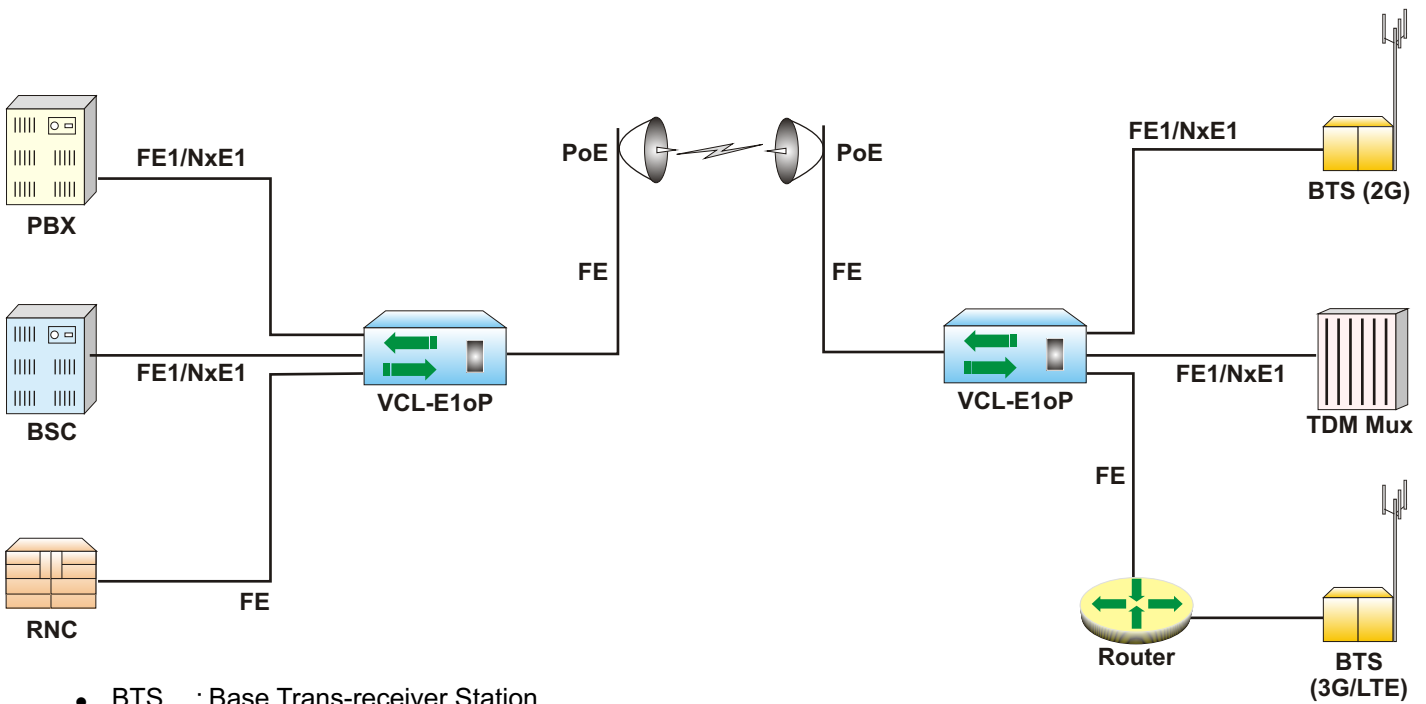 PBX
FE1/NxE1
BSC
FE1/NxE1
RNC
FE
VCL-E1oP
FE
PoE
PoE
FE
VCL-E1oP
FE1/NxE1
BTS (2G)
FE1/NxE1
TDM Mux
FE
Router
BTS
(3G/LTE)
• BTS : Base Trans-receiver Station